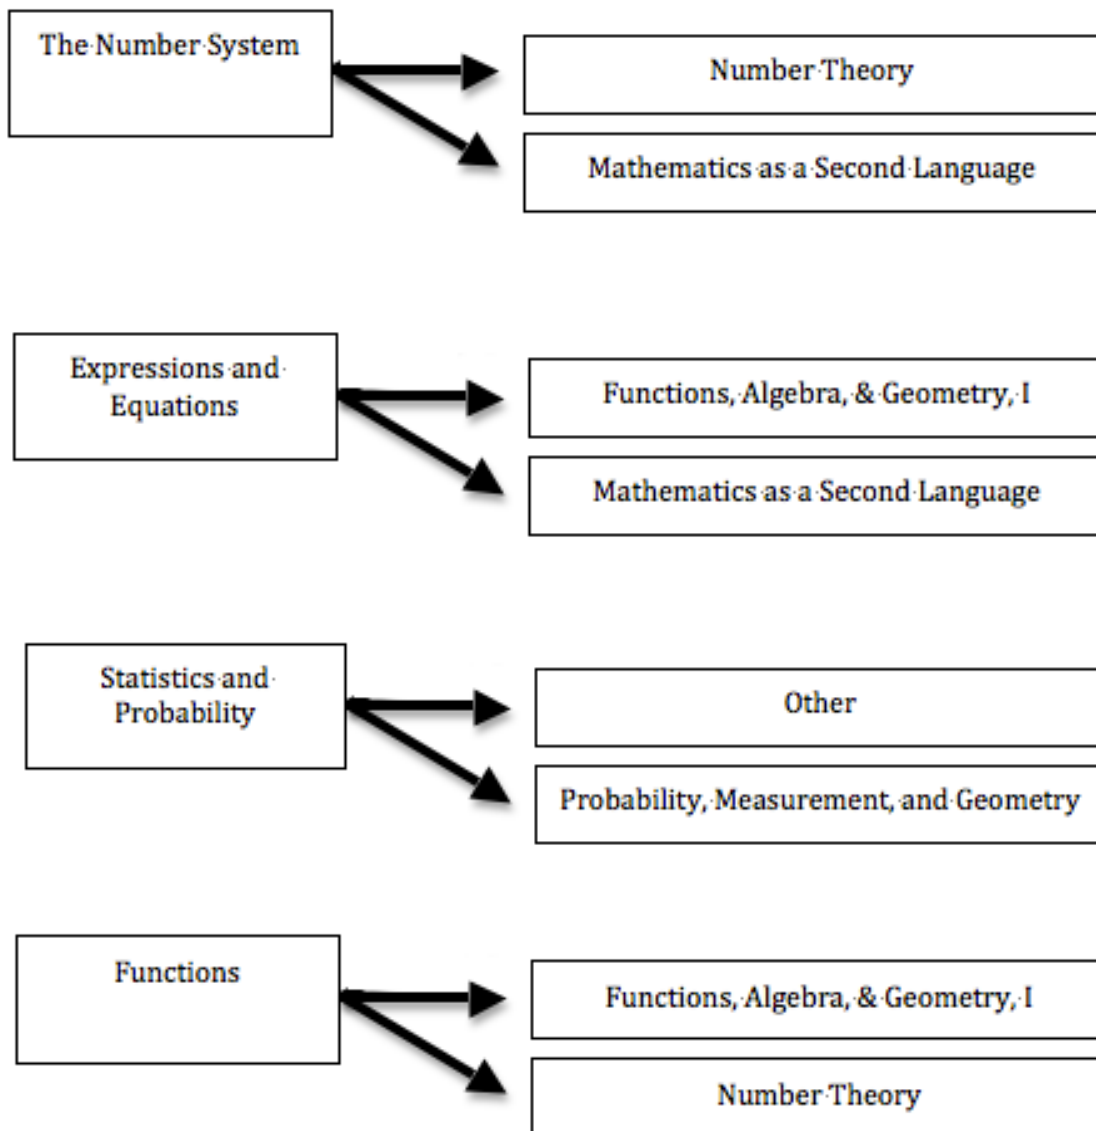 The Number System
Number Theory
Mathematics as a Second Language
Expressions and
Equations
Functions, Algebra, & Geometry, I
Mathematics as a Second Language
Statistics and
Probability
Other
Probability, Measurement, and Geometry
Functions
Functions, Algebra, & Geometry, I
Number Theory